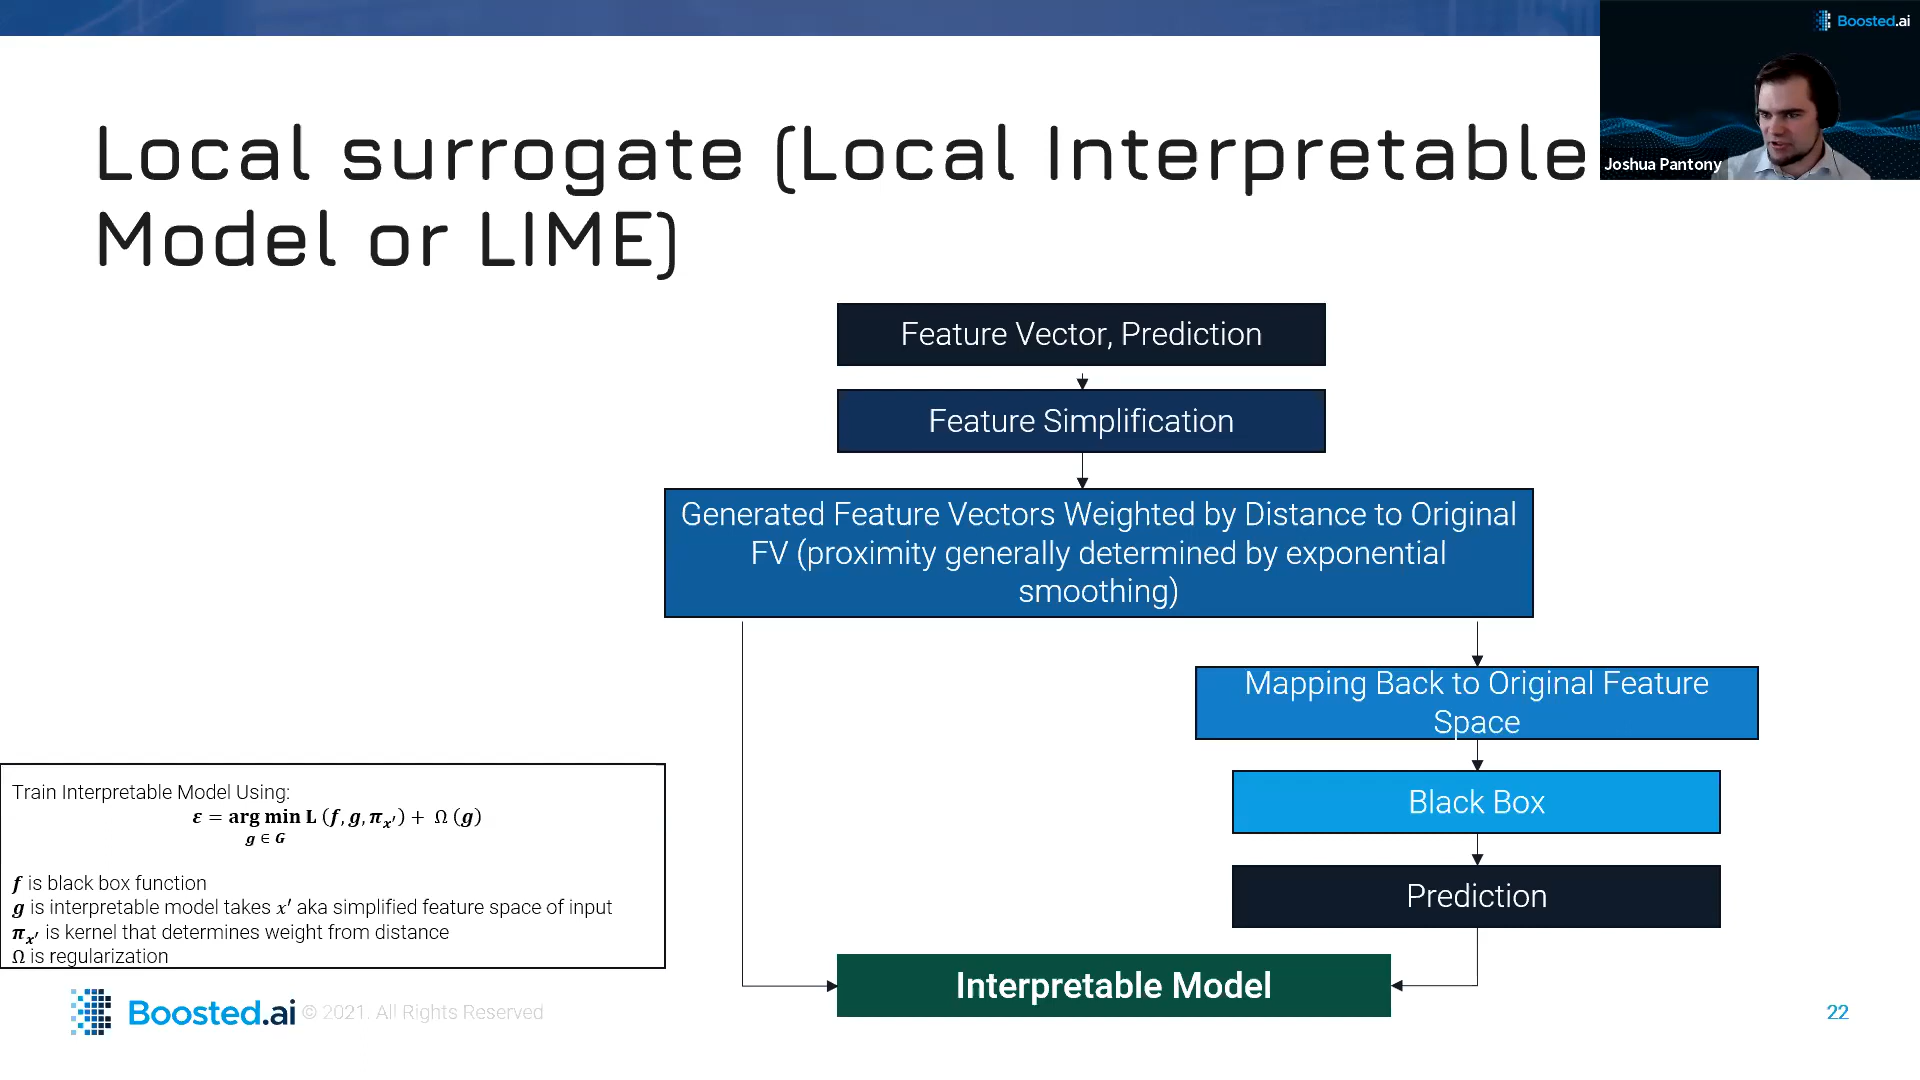 Boosted.ai
Joshua Pantony
Local surrogate (Local Interpretable
Model or LIME)
Feature Vector, Prediction
Feature Simplification
Generated Feature Vectors Weighted by Distance to Original
FV (proximity generally determined by exponential
smoothing)
Mapping Back to Original Feature
Space
Black Box
Prediction
Interpretable Model
Train Interpretable Model Using:
ε = arg min L (f, g, πx′) + Ω (g)
g ∈ G
f is black box function
g is interpretable model takes x′ aka simplified feature space of input
πx′ is kernel that determines weight from distance
Ω is regularization
Boosted.ai © 2021. All Rights Reserved
22